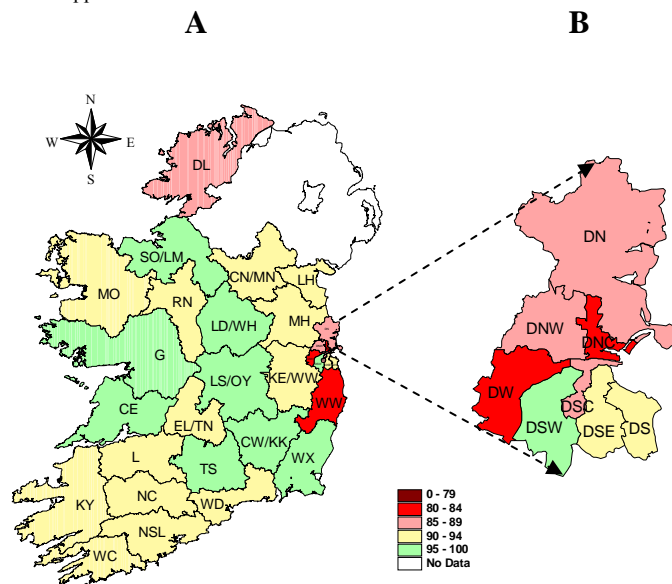 A B
N
W E
S
DL
SO/LM
CN/MN
LH
MO
RN
MH
LD/WH
G
KE/WW
LS/OY
WW
CE
EL/TN
CW/KK
L
TS
WX
KY
NC
WD
NSL
WC
DN
DNW
DNC
DW
DSC
DSW
DSE
DS
0 - 79
80 - 84
85 - 89
90 - 94
95 - 100
No Data